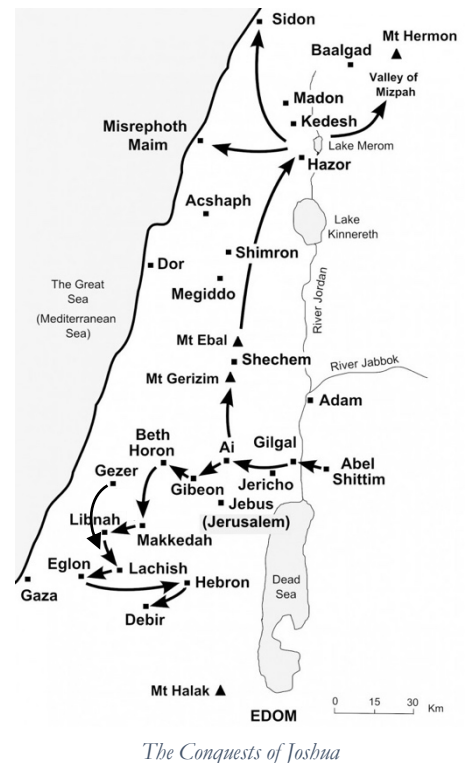 Sidon
Mt Hermon
Baalgad
Valley of
Mizpah
Madon
Kedesh
Misrephoth
Maim
Lake Merom
Hazor
Acshaph
Lake
Kinnereth
Shimron
Dor
Megiddo
The Great
Sea
(Mediterranean
Sea)
River Jordan
Mt Ebal
Shechem
River Jabbok
Mt Gerizim
Adam
Beth
Horon
Ai
Gilgal
Gezer
Gibeon
Jericho
Abel
Shittim
Jebus
(Jerusalem)
Libnah
Makkedah
Eglon
Lachish
Hebron
Dead
Sea
Gaza
Debir
Mt Halak
EDOM
0 15 30
Km
The Conquests of Joshua